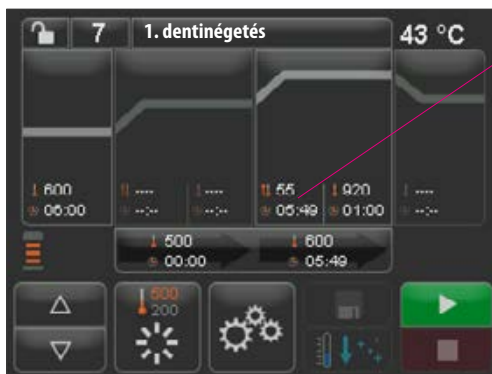 7 1. dentinégetés 43 °C
600 ---- ---- 55 920 ----
06:00 --:-- --:-- 05:49 01:00 --:--
500 600
00:00 05:49
600
200